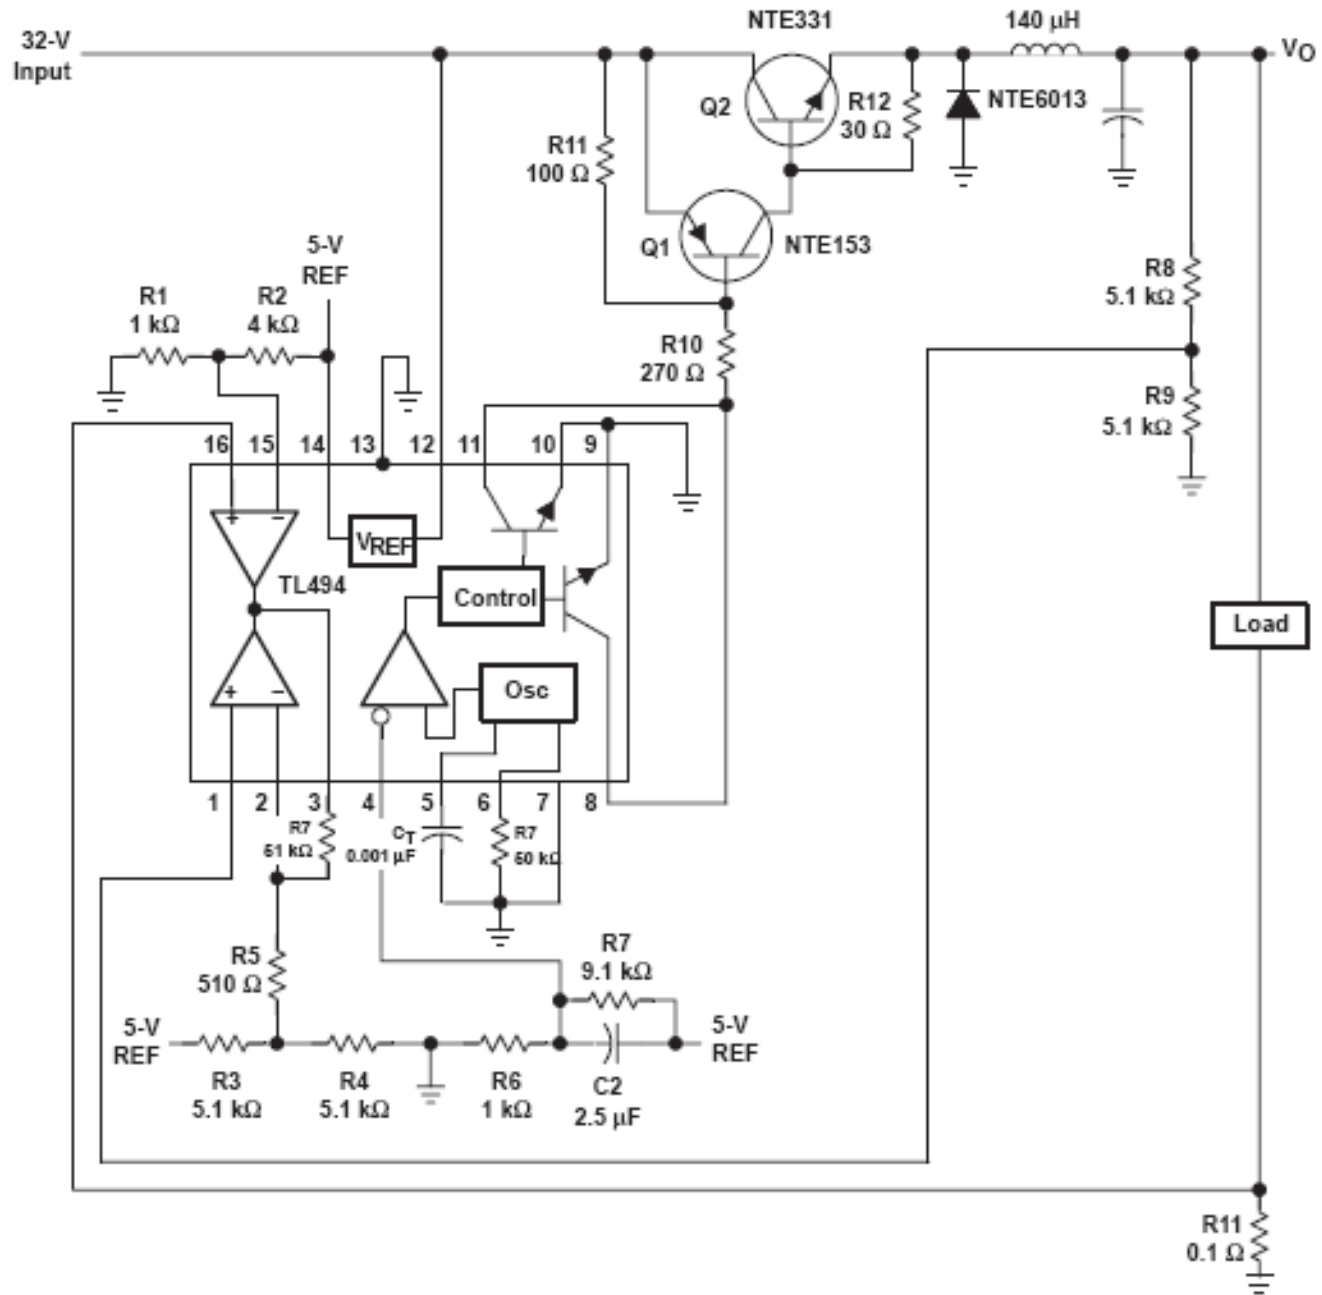 NTE331
140 µH
32-V
Input
VO
Q2
R12
30 Ω
NTE6013
R11
100 Ω
Q1
NTE153
5-V
REF
R8
5.1 kΩ
R1
1 kΩ
R2
4 kΩ
R10
270 Ω
R9
5.1 kΩ
16 15 14 13 12 11 10 9
+ −
VREF
TL494
Control
Load
+ −
Osc
1 2 3 4 5 6 7 8
R7
51 kΩ
CT
0.001 µF
R7
50 kΩ
R5
510 Ω
R7
9.1 kΩ
5-V
REF
5-V
REF
R3
5.1 kΩ
R4
5.1 kΩ
R6
1 kΩ
C2
2.5 µF
R11
0.1 Ω